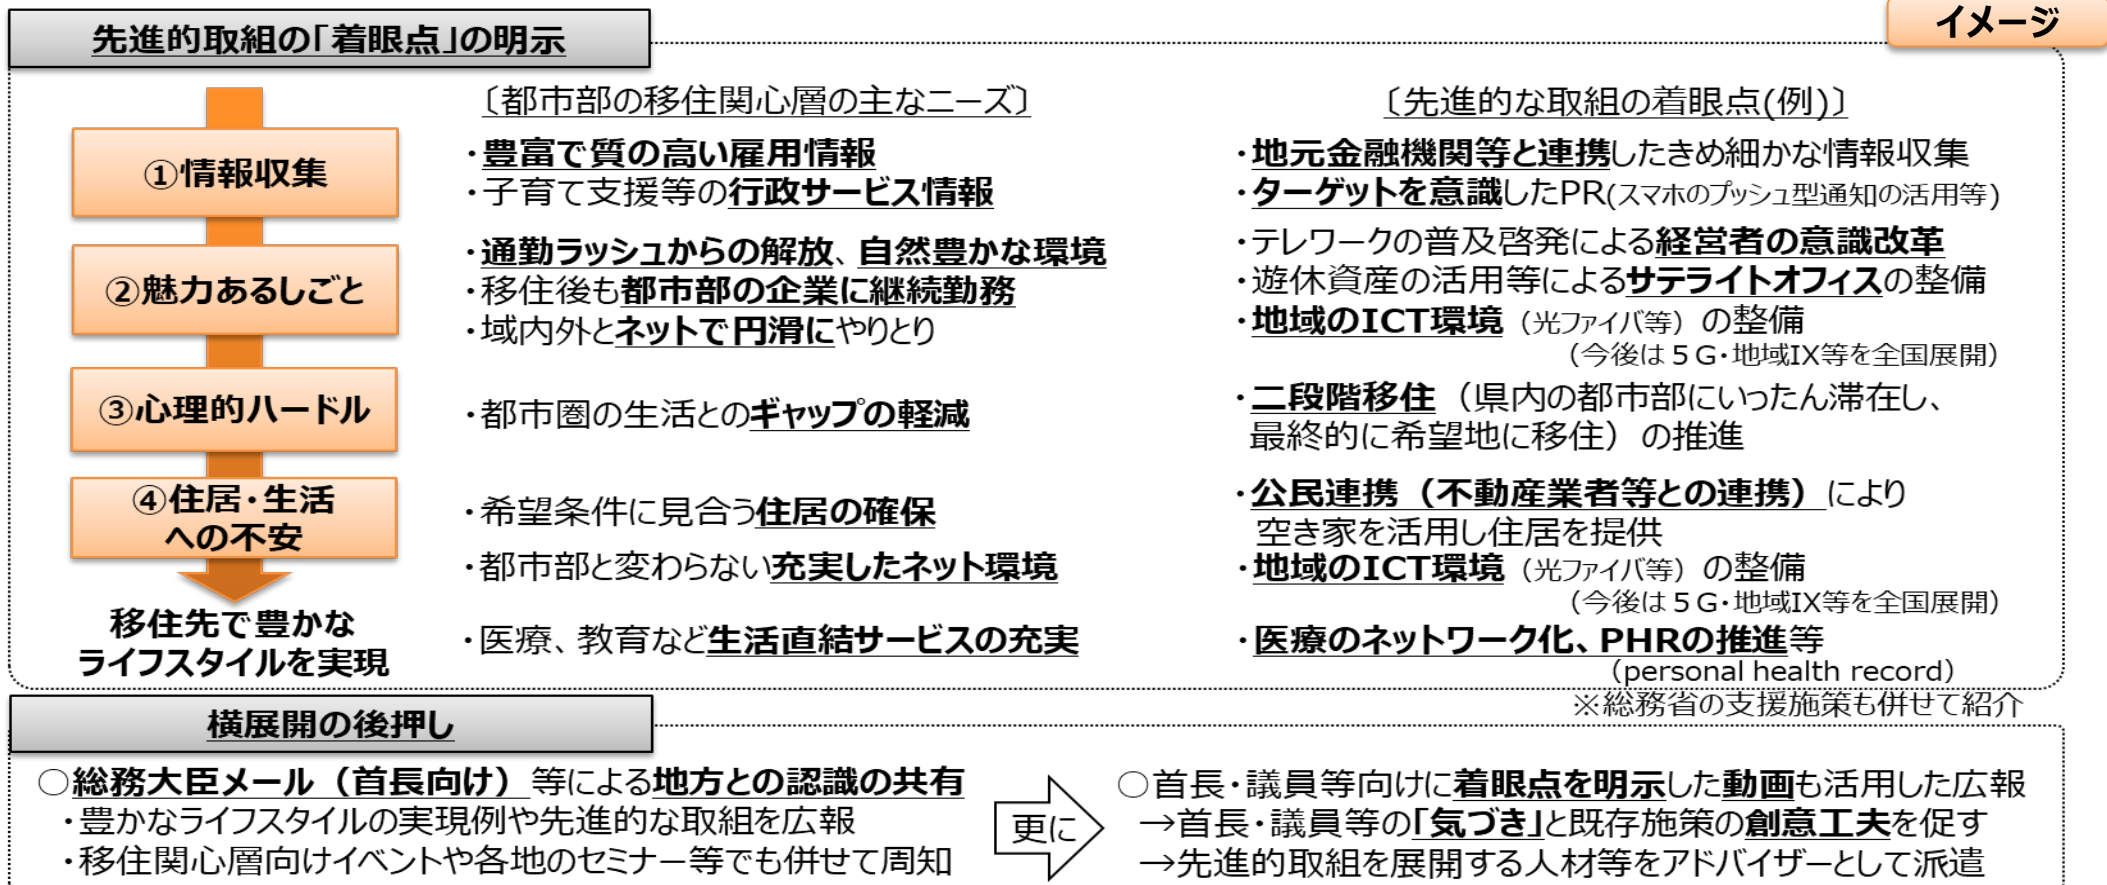 イメージ
先進的取組の「着眼点」の明示
①情報収集
②魅力あるしごと
③心理的ハードル
④住居・生活
への不安
移住先で豊かな
ライフスタイルを実現
〔都市部の移住関心層の主なニーズ〕
・豊富で質の高い雇用情報
・子育て支援等の行政サービス情報
・通勤ラッシュからの解放、自然豊かな環境
・移住後も都市部の企業に継続勤務
・域内外とネットで円滑にやりとり
・都市圏の生活とのギャップの軽減
・希望条件に見合う住居の確保
・都市部と変わらない充実したネット環境
・医療、教育など生活直結サービスの充実
〔先進的な取組の着眼点(例)〕
・地元金融機関等と連携したきめ細かな情報収集
・ターゲットを意識したPR(スマホのプッシュ型通知の活用等)
・テレワークの普及啓発による経営者の意識改革
・遊休資産の活用等によるサテライトオフィスの整備
・地域のICT環境（光ファイバ等）の整備
（今後は５G・地域IX等を全国展開）
・二段階移住（県内の都市部にいったん滞在し、
最終的に希望地に移住）の推進
・公民連携（不動産業者等との連携）により
空き家を活用し住居を提供
・地域のICT環境（光ファイバ等）の整備
（今後は５G・地域IX等を全国展開）
・医療のネットワーク化、PHRの推進等
（personal health record）
※総務省の支援施策も併せて紹介
横展開の後押し
○総務大臣メール（首長向け）等による地方との認識の共有
・豊かなライフスタイルの実現例や先進的な取組を広報
・移住関心層向けイベントや各地のセミナー等でも併せて周知
更に
○首長・議員等向けに着眼点を明示した動画も活用した広報
→首長・議員等の「気づき」と既存施策の創意工夫を促す
→先進的取組を展開する人材等をアドバイザーとして派遣